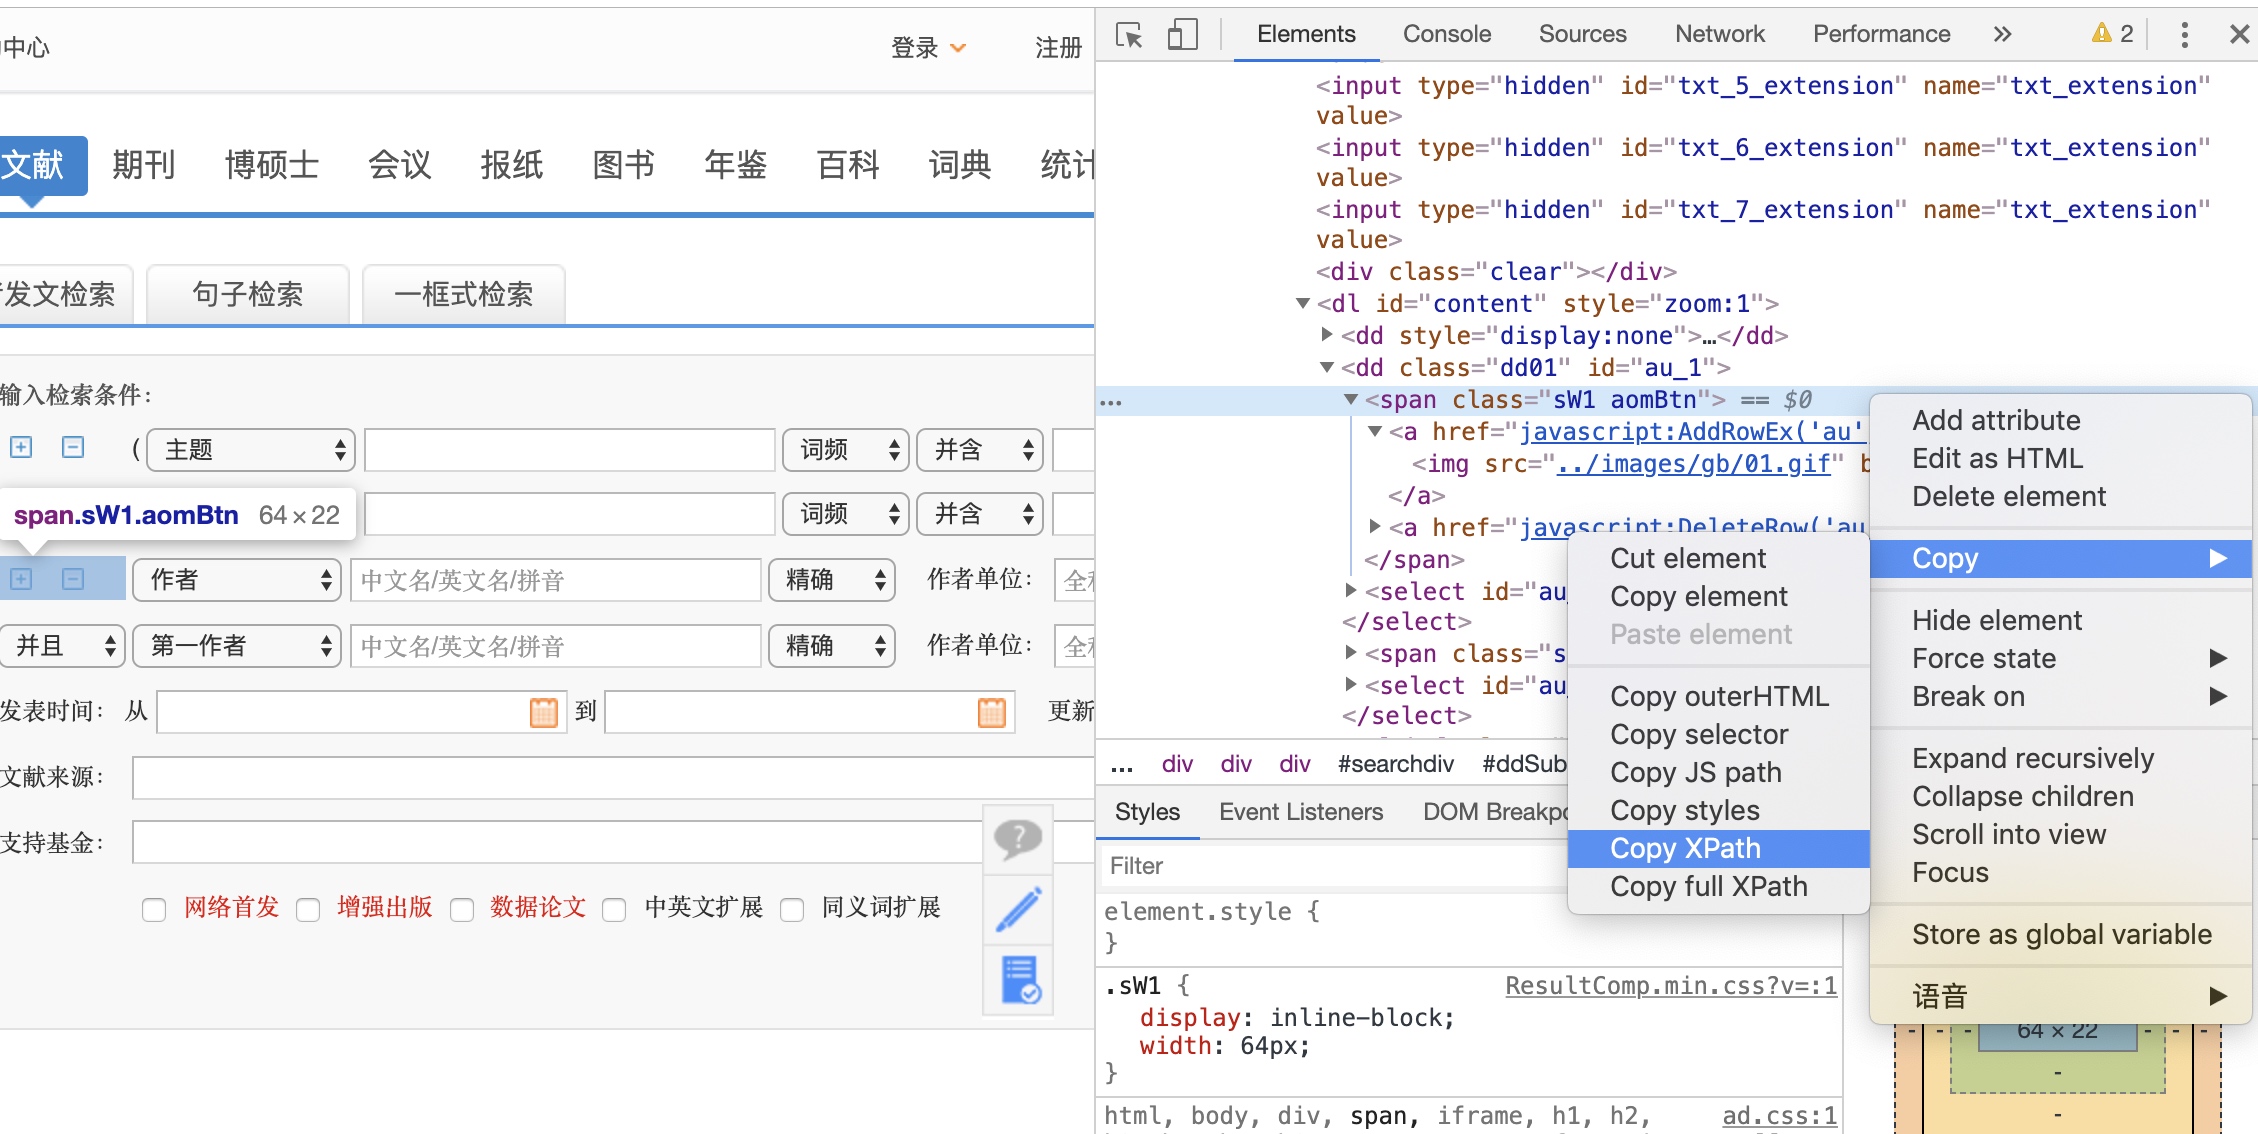 中心
登录
注册
文献 期刊 博硕士 会议 报纸 图书 年鉴 百科 词典 统计
发文检索 句子检索 一框式检索
输入检索条件:
( 主题 词频 并含
span.sW1.aomBtn 64 × 22
词频 并含
作者 中文名/英文名/拼音 精确 作者单位: 全
并且 第一作者 中文名/英文名/拼音 精确 作者单位: 全
发表时间: 从 到 更新
文献来源:
支持基金:
网络首发 增强出版 数据论文 中英文扩展 同义词扩展
Elements Console Sources Network Performance » 2
<input type="hidden" id="txt_5_extension" name="txt_extension"
value>
<input type="hidden" id="txt_6_extension" name="txt_extension"
value>
<input type="hidden" id="txt_7_extension" name="txt_extension"
value>
<div class="clear"></div>
<dl id="content" style="zoom:1">
<dd style="display:none">…</dd>
<dd class="dd01" id="au_1">
... <span class="sW1 aomBtn"> == $0
<a href="javascript:AddRowEx('au'
<img src="../images/gb/01.gif" b
</a>
<a href="javascript:DeleteRow('au
</span>
<select id="au_
</select>
<span class="s
<select id="au_
</select>
Add attribute
Edit as HTML
Delete element
Copy
Hide element
Force state
Break on
Expand recursively
Collapse children
Scroll into view
Focus
Store as global variable
语音
Cut element
Copy element
Paste element
Copy outerHTML
Copy selector
Copy JS path
Copy styles
Copy XPath
Copy full XPath
... div div div #searchdiv #ddSub
Styles Event Listeners DOM Breakpo
Filter
element.style {
}
.sW1 { ResultComp.min.css?v=:1
display: inline-block;
width: 64px;
}
html, body, div, span, iframe, h1, h2, ad.css:1
64 × 22
- - - - - -
-
-